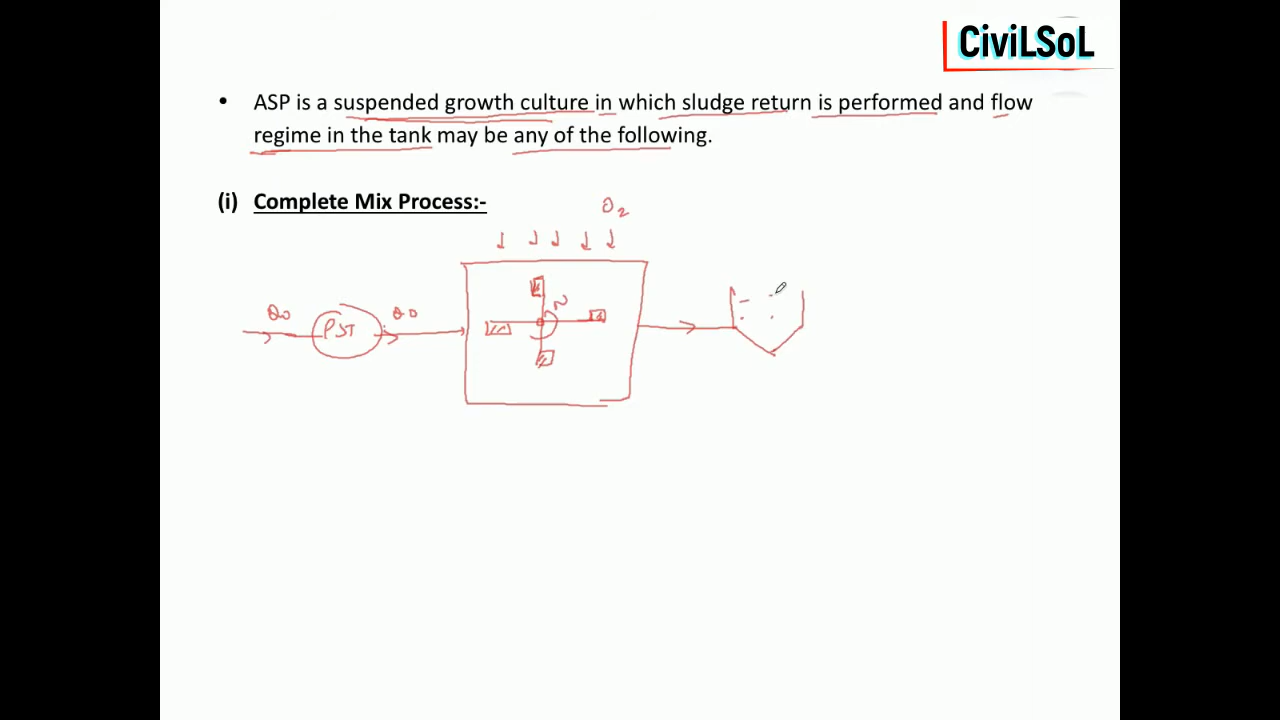 CiviLSoL
• ASP is a suspended growth culture in which sludge return is performed and flow
regime in the tank may be any of the following.
(i) Complete Mix Process:-
O2
Q0
PST
Q0